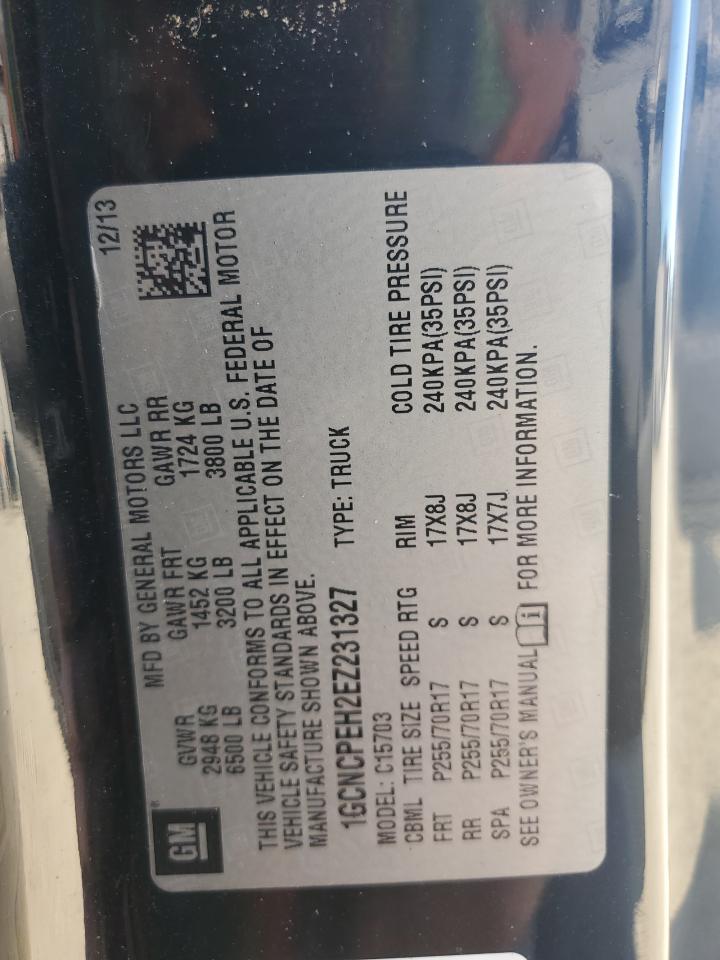 GM®
MFD BY GENERAL MOTORS LLC 12/13
GVWR GAWR FRT GAWR RR
2948 KG 1452 KG 1724 KG
6500 LB 3200 LB 3800 LB
THIS VEHICLE CONFORMS TO ALL APPLICABLE U.S. FEDERAL MOTOR
VEHICLE SAFETY STANDARDS IN EFFECT ON THE DATE OF
MANUFACTURE SHOWN ABOVE.
1GCNCPEH2EZ231327 TYPE: TRUCK
MODEL: C15703
CBML TIRE SIZE SPEED RTG RIM COLD TIRE PRESSURE
FRT P255/70R17 S 17X8J 240KPA(35PSI)
RR P255/70R17 S 17X8J 240KPA(35PSI)
SPA P255/70R17 S 17X7J 240KPA(35PSI)
SEE OWNER'S MANUAL i FOR MORE INFORMATION.